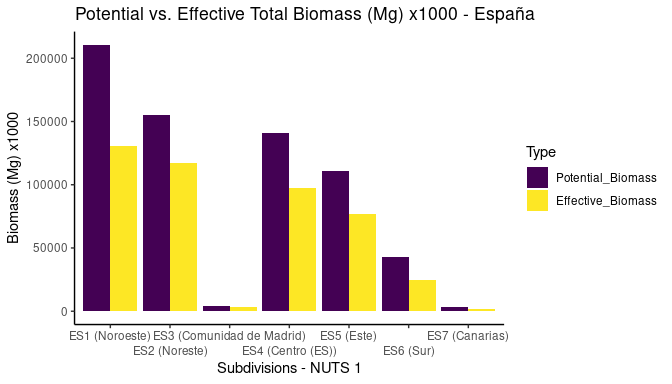 Potential vs. Effective Total Biomass (Mg) x1000 - España
Biomass (Mg) x1000
200000
150000
100000
50000
0
ES1 (Noroeste)
ES2 (Noreste)
ES3 (Comunidad de Madrid)
ES4 (Centro (ES))
ES5 (Este)
ES6 (Sur)
ES7 (Canarias)
Subdivisions - NUTS 1
Type
Potential_Biomass
Effective_Biomass